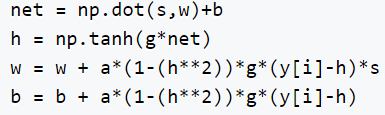 net = np.dot(s,w)+b
h = np.tanh(g*net)
w = w + a*(1-(h**2))*g*(y[i]-h)*s
b = b + a*(1-(h**2))*g*(y[i]-h)